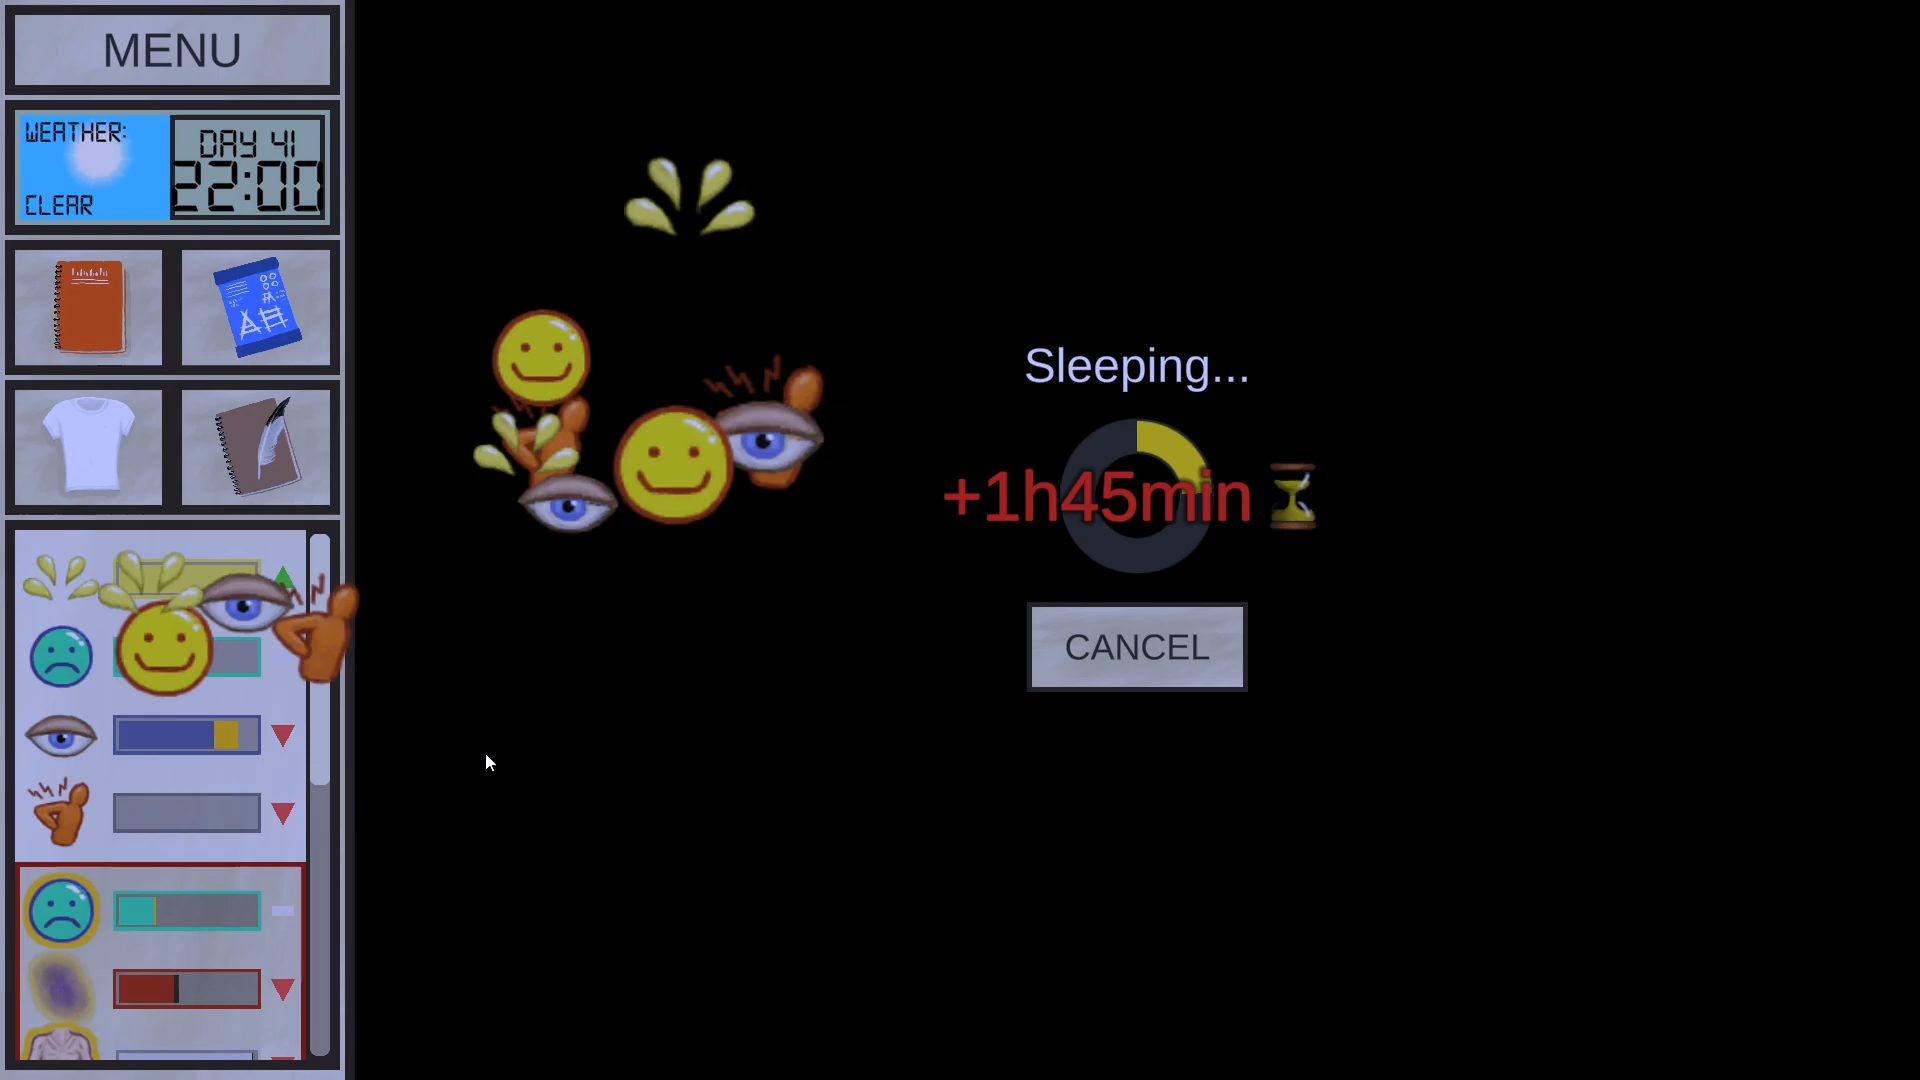 MENU
WEATHER:
CLEAR
DAY 41
22:00
Sleeping...
+1h45min
CANCEL